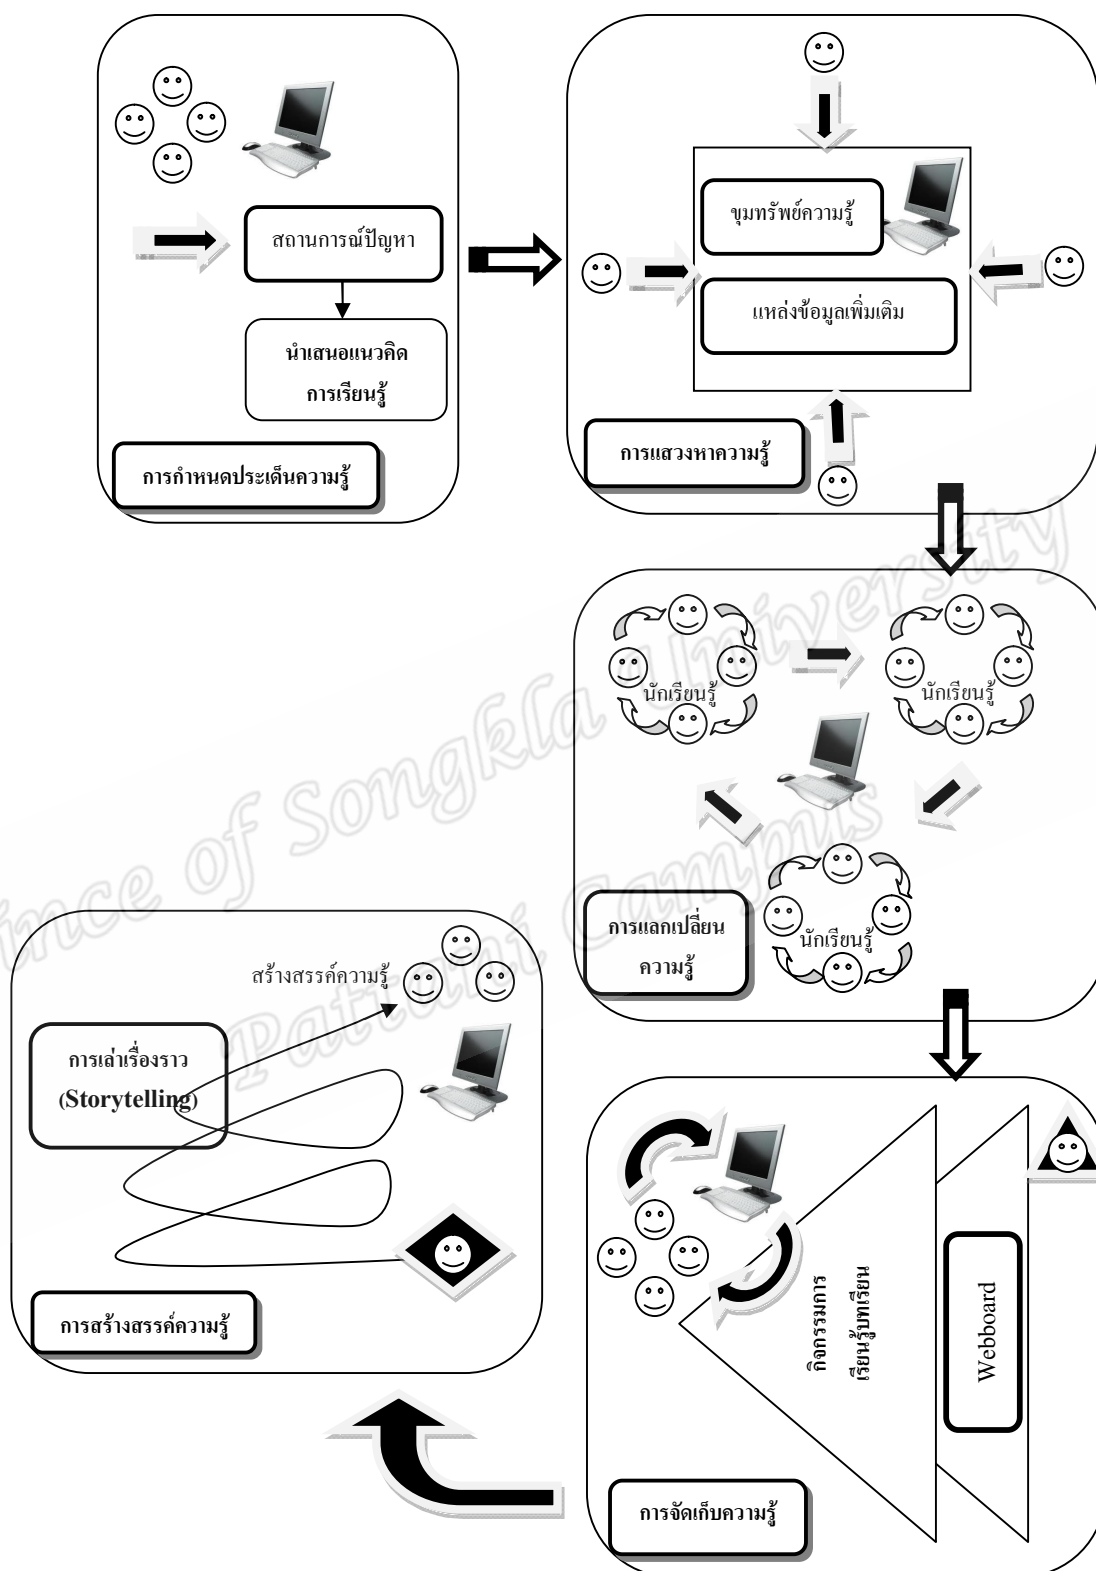 สถานการณ์ปัญหา
นำเสนอแนวคิด
การเรียนรู้
การกำหนดประเด็นความรู้
ขุมทรัพย์ความรู้
แหล่งข้อมูลเพิ่มเติม
การแสวงหาความรู้
นักเรียนรู้
นักเรียนรู้
นักเรียนรู้
การแลกเปลี่ยน
ความรู้
กิจกรรมการ
เรียนรู้บทเรียน
Webboard
การจัดเก็บความรู้
สร้างสรรค์ความรู้
การเล่าเรื่องราว
(Storytelling)
การสร้างสรรค์ความรู้
ince of Songkla University
Pattani Campus